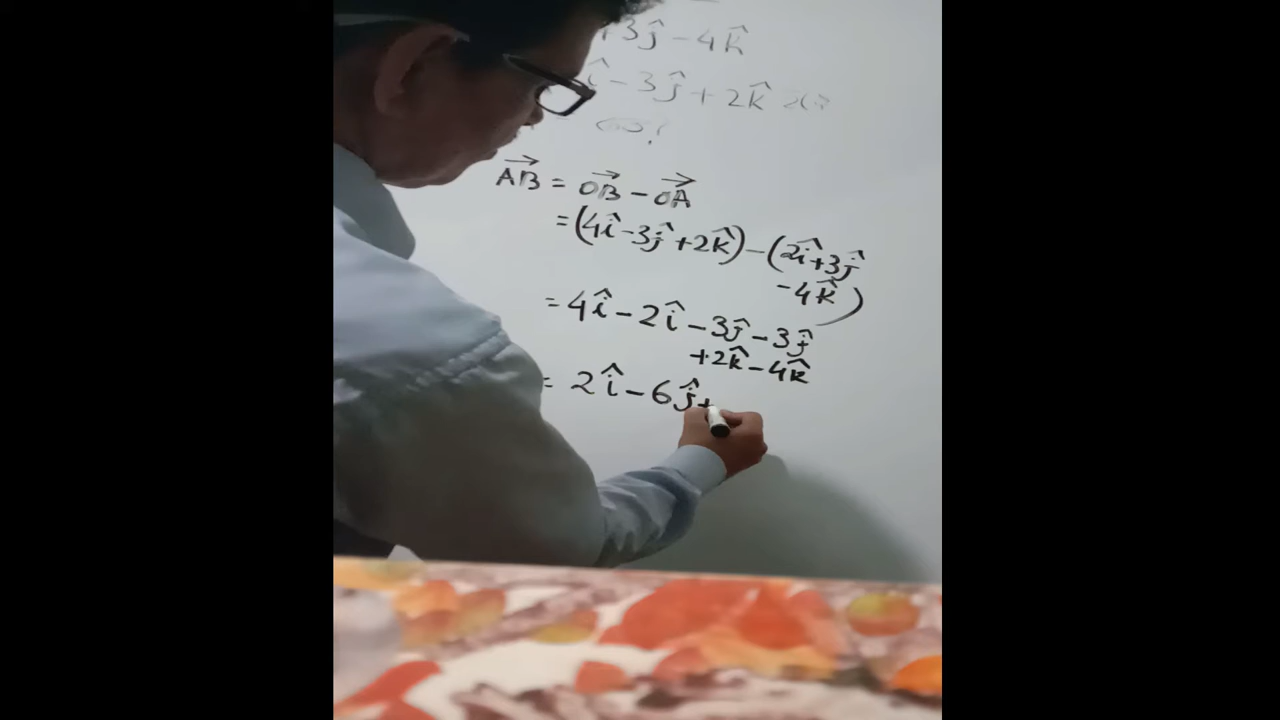 +3ĵ - 4k̂
î - 3ĵ + 2k̂
AB⃗ = OB⃗ - OA⃗
= (4î - 3ĵ + 2k̂) - (2î + 3ĵ
- 4k̂)
= 4î - 2î - 3ĵ - 3ĵ
+ 2k̂ - 4k̂
= 2î - 6ĵ +